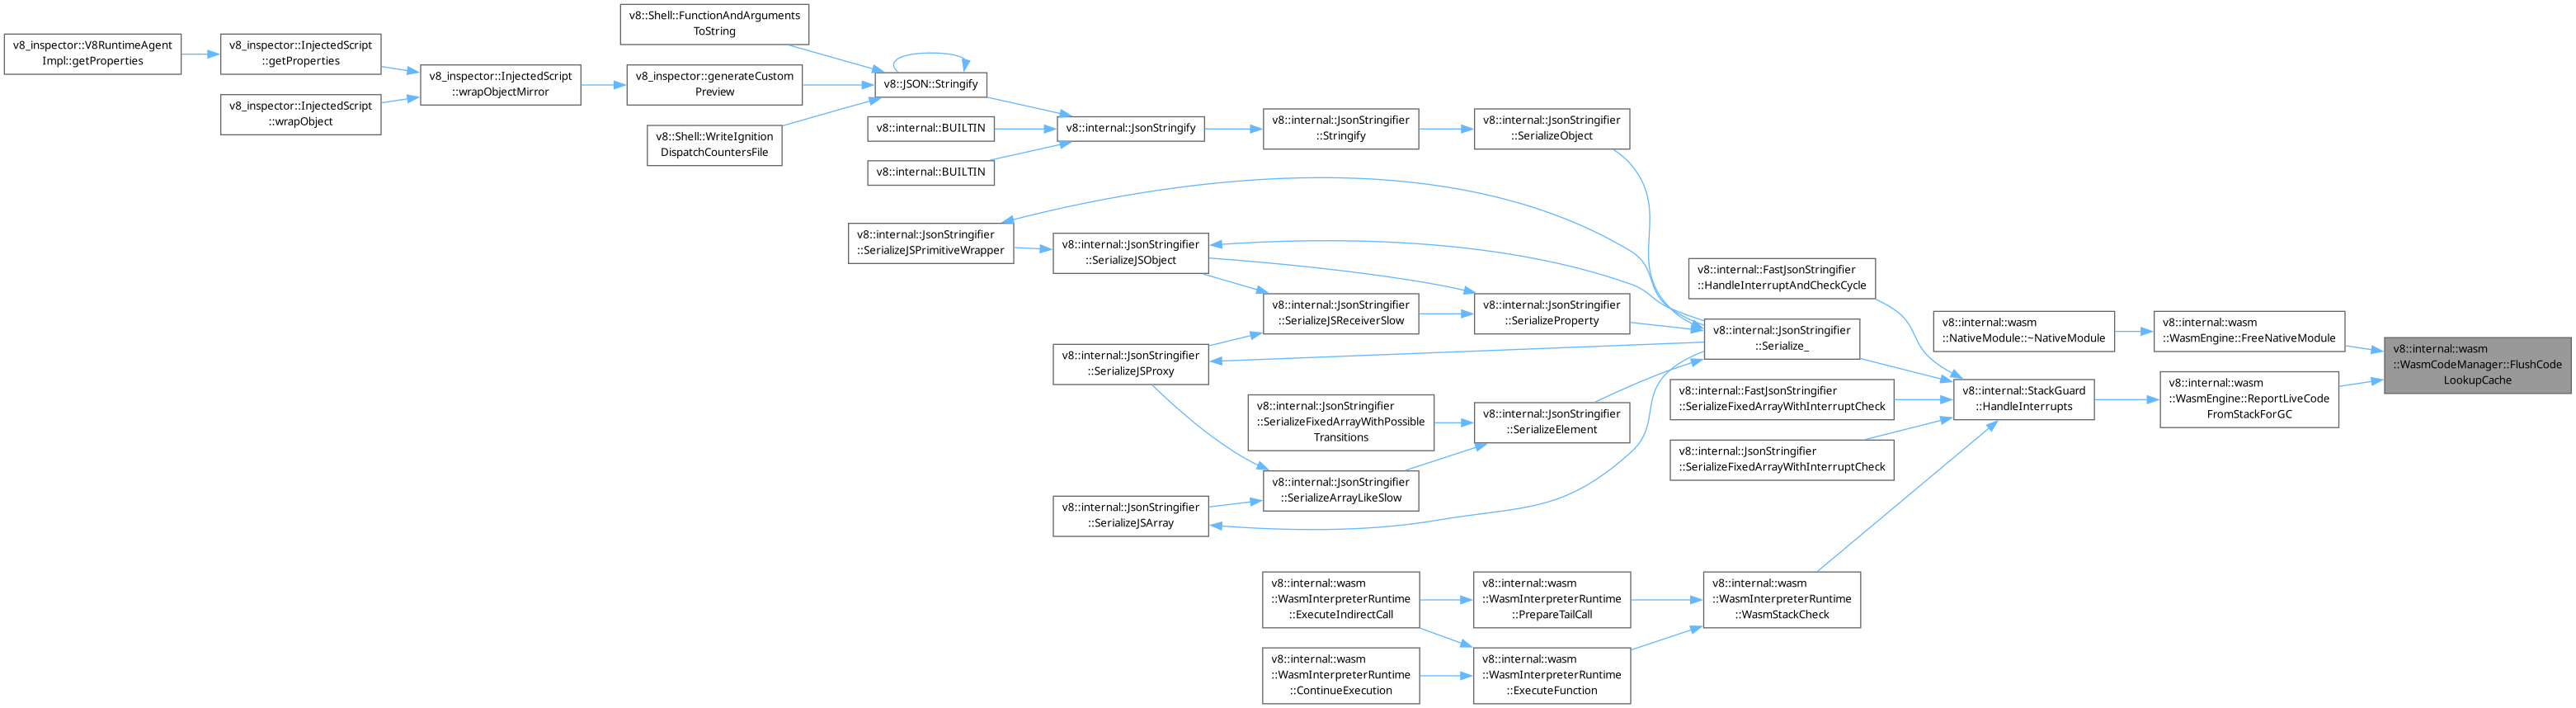 v8::Shell::FunctionAndArguments
ToString
v8_inspector::V8RuntimeAgent
Impl::getProperties
v8_inspector::InjectedScript
::getProperties
v8_inspector::InjectedScript
::wrapObjectMirror
v8_inspector::generateCustom
Preview
v8::JSON::Stringify
v8_inspector::InjectedScript
::wrapObject
v8::Shell::WriteIgnition
DispatchCountersFile
v8::internal::BUILTIN
v8::internal::JsonStringify
v8::internal::JsonStringifier
::Stringify
v8::internal::JsonStringifier
::SerializeObject
v8::internal::BUILTIN
v8::internal::JsonStringifier
::SerializeJSPrimitiveWrapper
v8::internal::JsonStringifier
::SerializeJSObject
v8::internal::JsonStringifier
::SerializeJSReceiverSlow
v8::internal::JsonStringifier
::SerializeProperty
v8::internal::FastJsonStringifier
::HandleInterruptAndCheckCycle
v8::internal::JsonStringifier
::Serialize_
v8::internal::wasm
::NativeModule::~NativeModule
v8::internal::wasm
::WasmEngine::FreeNativeModule
v8::internal::wasm
::WasmCodeManager::FlushCode
LookupCache
v8::internal::JsonStringifier
::SerializeJSProxy
v8::internal::FastJsonStringifier
::SerializeFixedArrayWithInterruptCheck
v8::internal::StackGuard
::HandleInterrupts
v8::internal::wasm
::WasmEngine::ReportLiveCode
FromStackForGC
v8::internal::JsonStringifier
::SerializeFixedArrayWithPossible
Transitions
v8::internal::JsonStringifier
::SerializeElement
v8::internal::JsonStringifier
::SerializeFixedArrayWithInterruptCheck
v8::internal::JsonStringifier
::SerializeArrayLikeSlow
v8::internal::JsonStringifier
::SerializeJSArray
v8::internal::wasm
::WasmInterpreterRuntime
::ExecuteIndirectCall
v8::internal::wasm
::WasmInterpreterRuntime
::PrepareTailCall
v8::internal::wasm
::WasmInterpreterRuntime
::WasmStackCheck
v8::internal::wasm
::WasmInterpreterRuntime
::ContinueExecution
v8::internal::wasm
::WasmInterpreterRuntime
::ExecuteFunction